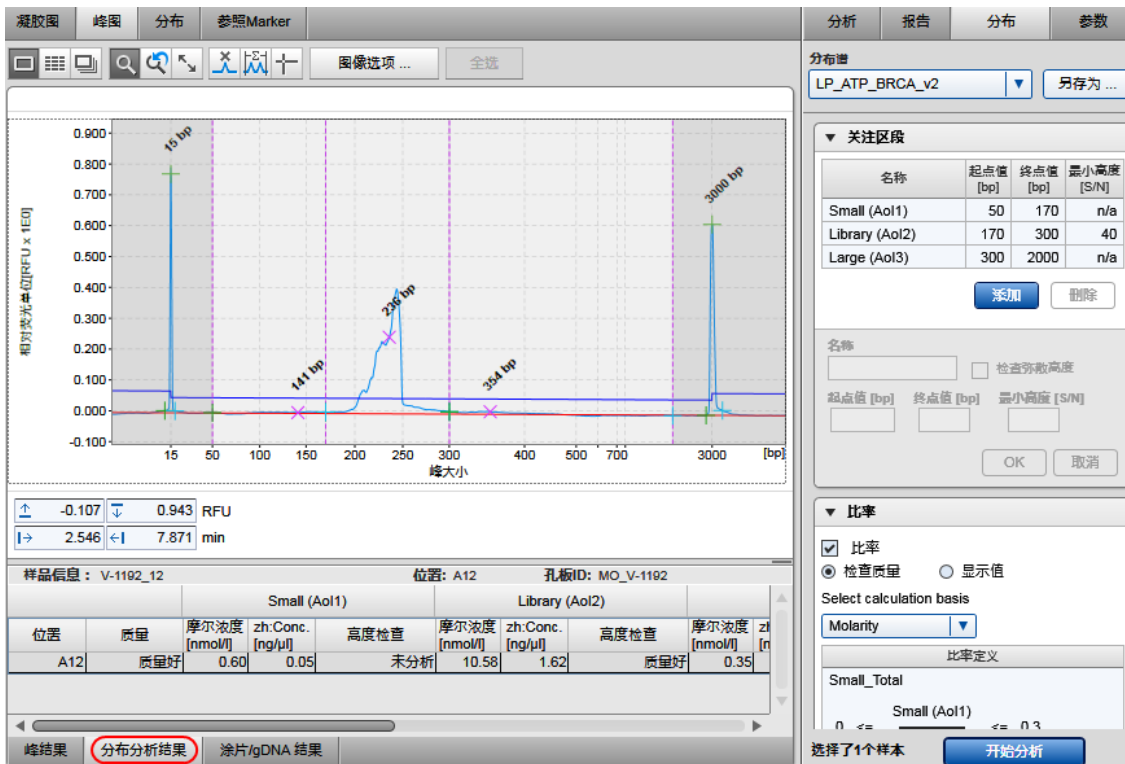 凝胶图 峰图 分布 参照Marker
分析 报告 分布 参数
图像选项 ... 全选
分布谱
LP_ATP_BRCA_v2 另存为 ...
关注区段
名称 起点值 [bp] 终点值 [bp] 最小高度 [S/N]
Small (AoI1) 50 170 n/a
Library (AoI2) 170 300 40
Large (AoI3) 300 2000 n/a
添加 删除
名称
检查弥散高度
起点值 [bp] 终点值 [bp] 最小高度 [S/N]
OK 取消
相对荧光单位[RFU x 1E0]
0.900
0.800
0.700
0.600
0.500
0.400
0.300
0.200
0.100
0.000
-0.100
15 bp
3000 bp
236 bp
141 bp
354 bp
15 50 100 150 200 250 300 400 500 700 3000 [bp]
峰大小
-0.107 0.943 RFU
2.546 7.871 min
比率
比率
检查质量 显示值
Select calculation basis
Molarity
比率定义
Small_Total
Small (AoI1)
0 <= <= 0.3
样品信息: V-1192_12 位置: A12 孔板ID: MO_V-1192
Small (AoI1) Library (AoI2)
位置 质量 摩尔浓度 [nmol/l] zh:Conc. [ng/µl] 高度检查 摩尔浓度 [nmol/l] zh:Conc. [ng/µl] 高度检查 摩尔浓度 [nmol/l]
A12 质量好 0.60 0.05 未分析 10.58 1.62 质量好 0.35
峰结果 分布分析结果 涂片/gDNA 结果
选择了1个样本 开始分析